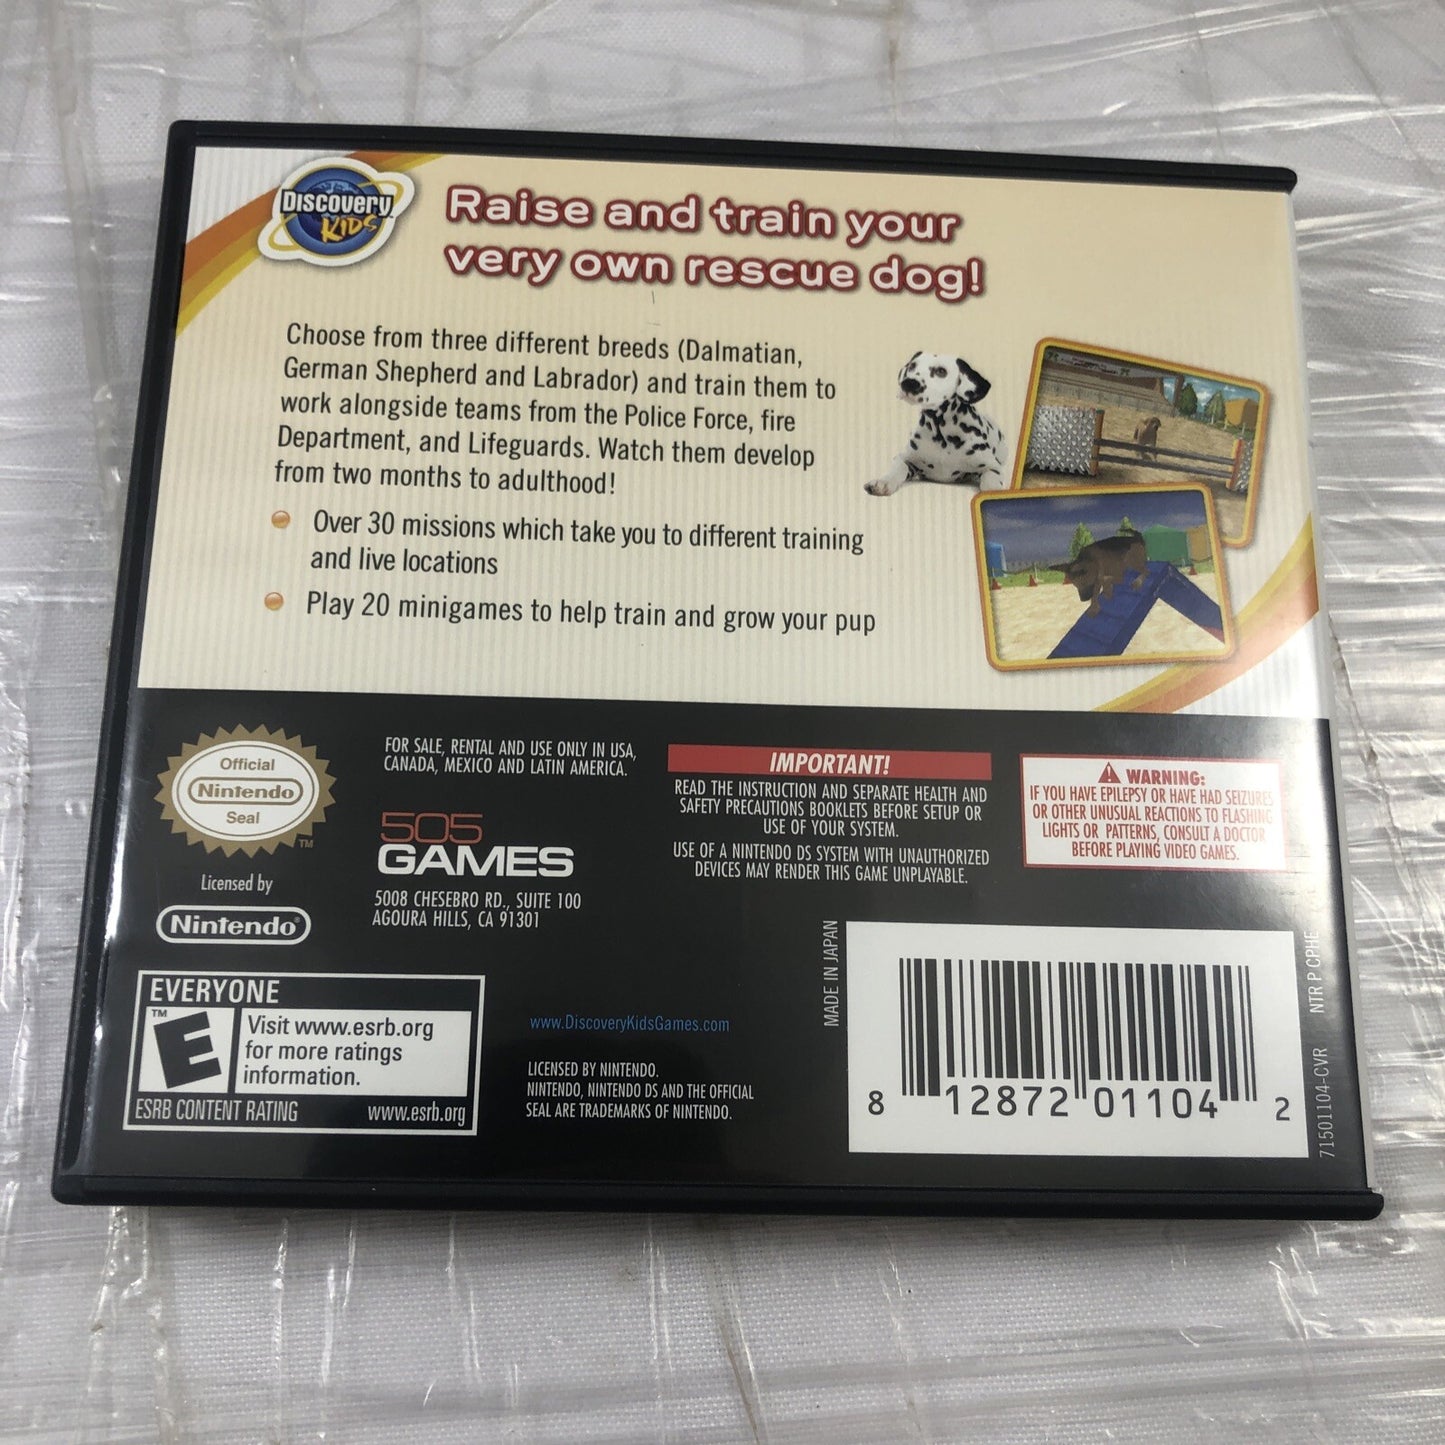 Discovery
KIDS
Raise and train your
very own rescue dog!
Choose from three different breeds (Dalmatian,
German Shepherd and Labrador) and train them to
work alongside teams from the Police Force, fire
Department, and Lifeguards. Watch them develop
from two months to adulthood!
Over 30 missions which take you to different training
and live locations
Play 20 minigames to help train and grow your pup
Official
Nintendo
Seal
TM
Licensed by
Nintendo®
FOR SALE, RENTAL AND USE ONLY IN USA,
CANADA, MEXICO AND LATIN AMERICA.
505
GAMES
5008 CHESEBRO RD., SUITE 100
AGOURA HILLS, CA 91301
IMPORTANT!
READ THE INSTRUCTION AND SEPARATE HEALTH AND
SAFETY PRECAUTIONS BOOKLETS BEFORE SETUP OR
USE OF YOUR SYSTEM.
USE OF A NINTENDO DS SYSTEM WITH UNAUTHORIZED
DEVICES MAY RENDER THIS GAME UNPLAYABLE.
WARNING:
IF YOU HAVE EPILEPSY OR HAVE HAD SEIZURES
OR OTHER UNUSUAL REACTIONS TO FLASHING
LIGHTS OR PATTERNS, CONSULT A DOCTOR
BEFORE PLAYING VIDEO GAMES.
EVERYONE
TM
E
Visit www.esrb.org
for more ratings
information.
ESRB CONTENT RATING www.esrb.org
www.DiscoveryKidsGames.com
LICENSED BY NINTENDO.
NINTENDO, NINTENDO DS AND THE OFFICIAL
SEAL ARE TRADEMARKS OF NINTENDO.
MADE IN JAPAN
8 12872 01104 2
71501104-CVR NTR P CPHE